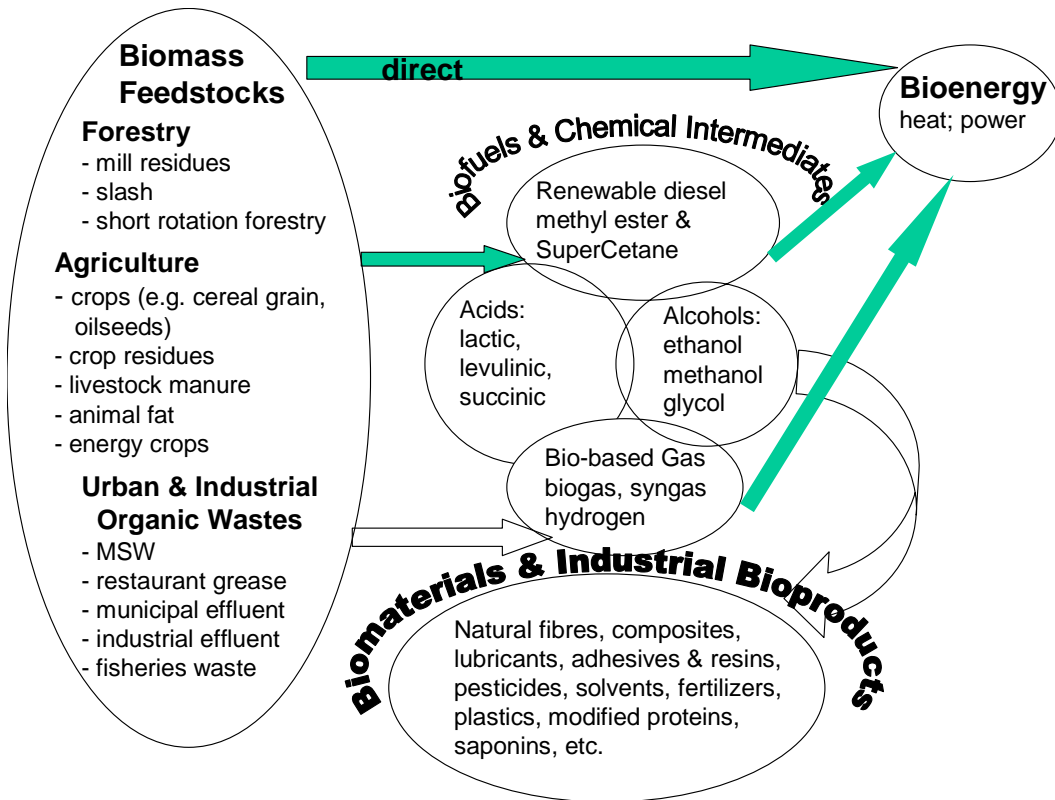 Biomass
Feedstocks
Forestry
- mill residues
- slash
- short rotation forestry
Agriculture
- crops (e.g. cereal grain,
oilseeds)
- crop residues
- livestock manure
- animal fat
- energy crops
Urban & Industrial
Organic Wastes
- MSW
- restaurant grease
- municipal effluent
- industrial effluent
- fisheries waste
direct
Bioenergy
heat; power
Biofuels & Chemical Intermediates
Renewable diesel
methyl ester &
SuperCetane
Acids:
lactic,
levulinic,
succinic
Alcohols:
ethanol
methanol
glycol
Bio-based Gas
biogas, syngas
hydrogen
Biomaterials & Industrial Bioproducts
Natural fibres, composites,
lubricants, adhesives & resins,
pesticides, solvents, fertilizers,
plastics, modified proteins,
saponins, etc.